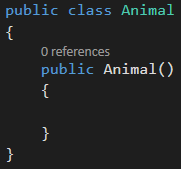 public class Animal
{
0 references
public Animal()
{
}
}